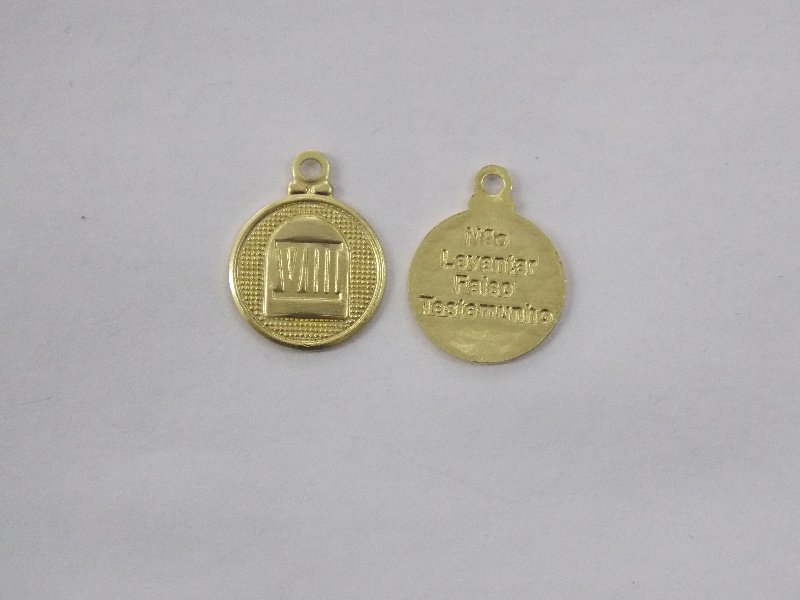 VIII
Não
Levantar
Falso
Testemunho